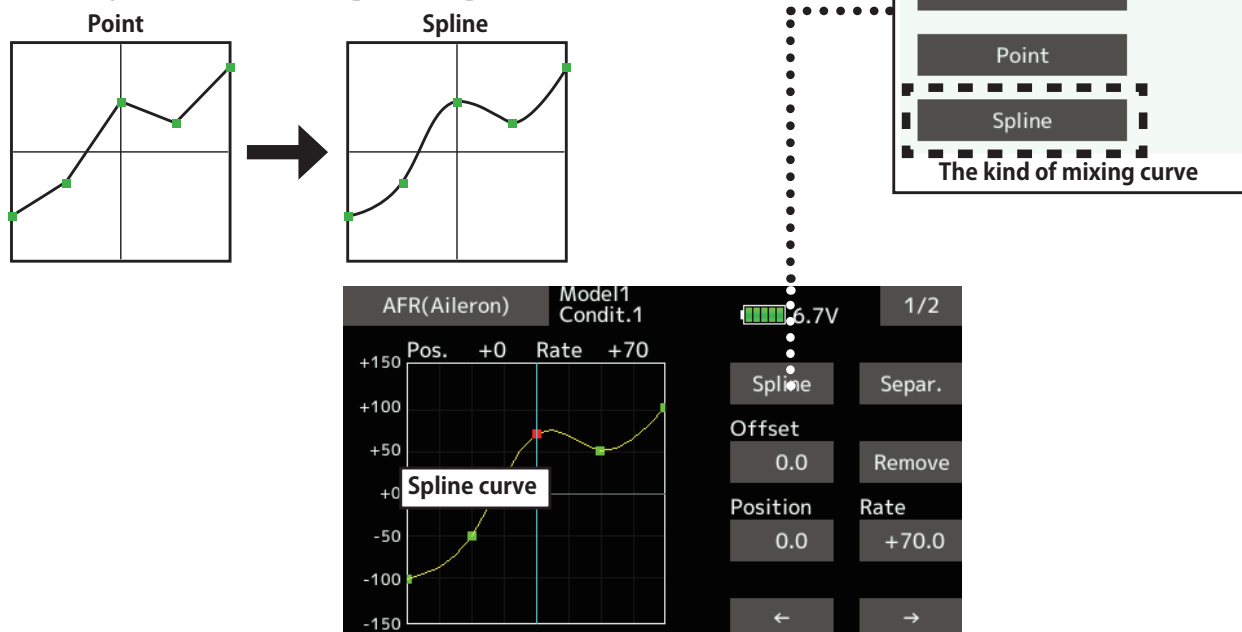 Point
Spline
Point
Spline
The kind of mixing curve
AFR(Aileron)
Model1
Condit.1
6.7V
1/2
Pos. +0 Rate +70
+150
+100
+50
+0
-50
-100
-150
Spline curve
Spline
Separ.
Offset
0.0
Remove
Position
Rate
0.0
+70.0
←
→